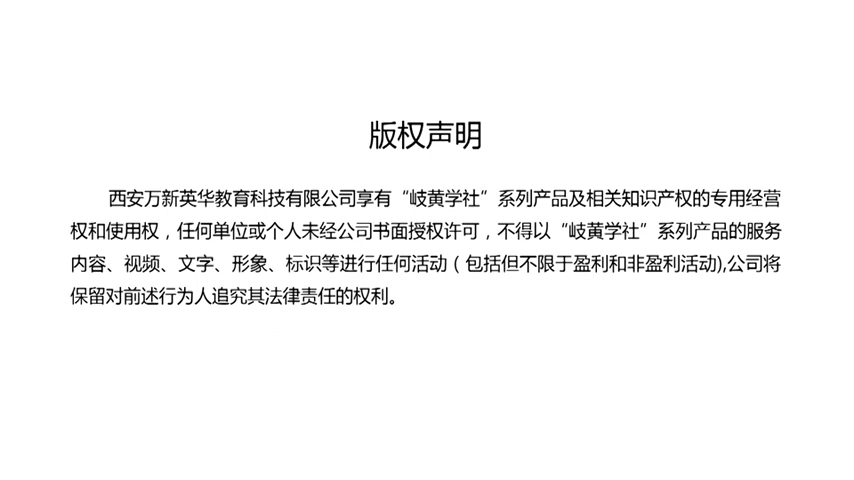 版权声明
西安万新英华教育科技有限公司享有“岐黄学社”系列产品及相关知识产权的专用经营
权和使用权，任何单位或个人未经公司书面授权许可，不得以“岐黄学社”系列产品的服务
内容、视频、文字、形象、标识等进行任何活动（包括但不限于盈利和非盈利活动),公司将
保留对前述行为人追究其法律责任的权利。